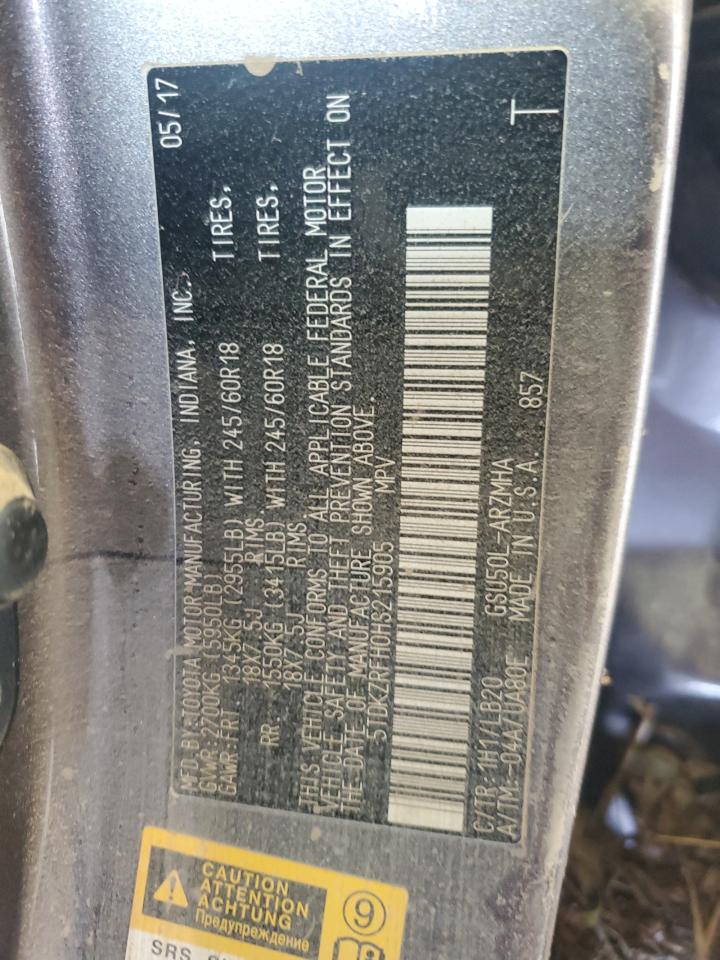 MFD. BY: TOYOTA MOTOR MANUFACTURING, INDIANA, INC. 05/17
GVWR: 2700KG (5950LB)
GAWR: FRT 1345KG (2955LB) WITH 245/60R18 TIRES,
18X7.5J RIMS
RR. 1550KG (3415LB) WITH 245/60R18 TIRES,
18X7.5J RIMS
THIS VEHICLE CONFORMS TO ALL APPLICABLE FEDERAL MOTOR
VEHICLE SAFETY AND THEFT PREVENTION STANDARDS IN EFFECT ON
THE DATE OF MANUFACTURE SHOWN ABOVE.
5TDKZRFH0HS215905 MPV
C/TR: 1H1/LB20 GSU50L-ARZMHA
A/TM: -04A/UA80E MADE IN U.S.A. 857 T
CAUTION
ATTENTION
ACHTUNG
Предупреждение
9
SRS